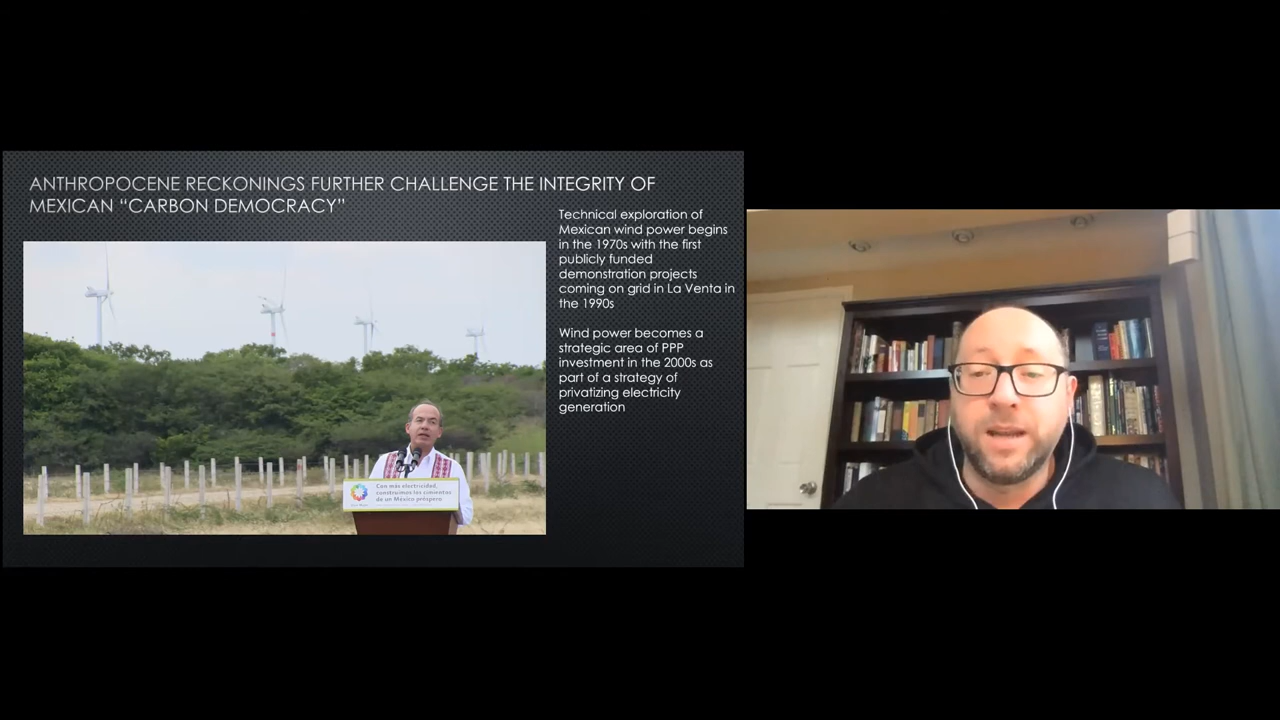 ANTHROPOCENE RECKONINGS FURTHER CHALLENGE THE INTEGRITY OF
MEXICAN “CARBON DEMOCRACY”
Technical exploration of
Mexican wind power begins
in the 1970s with the first
publicly funded
demonstration projects
coming on grid in La Venta in
the 1990s
Wind power becomes a
strategic area of PPP
investment in the 2000s as
part of a strategy of
privatizing electricity
generation
Con más electricidad,
construimos los cimientos
de un México próspero